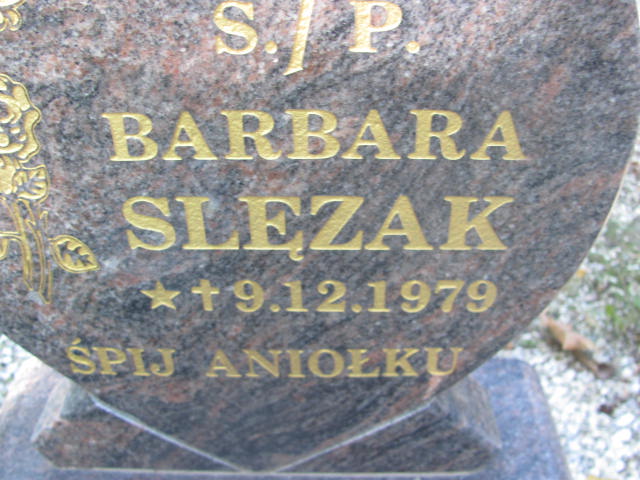 Ś./P.
BARBARA
SLĘZAK
★ ✝ 9.12.1979
ŚPIJ ANIOŁKU